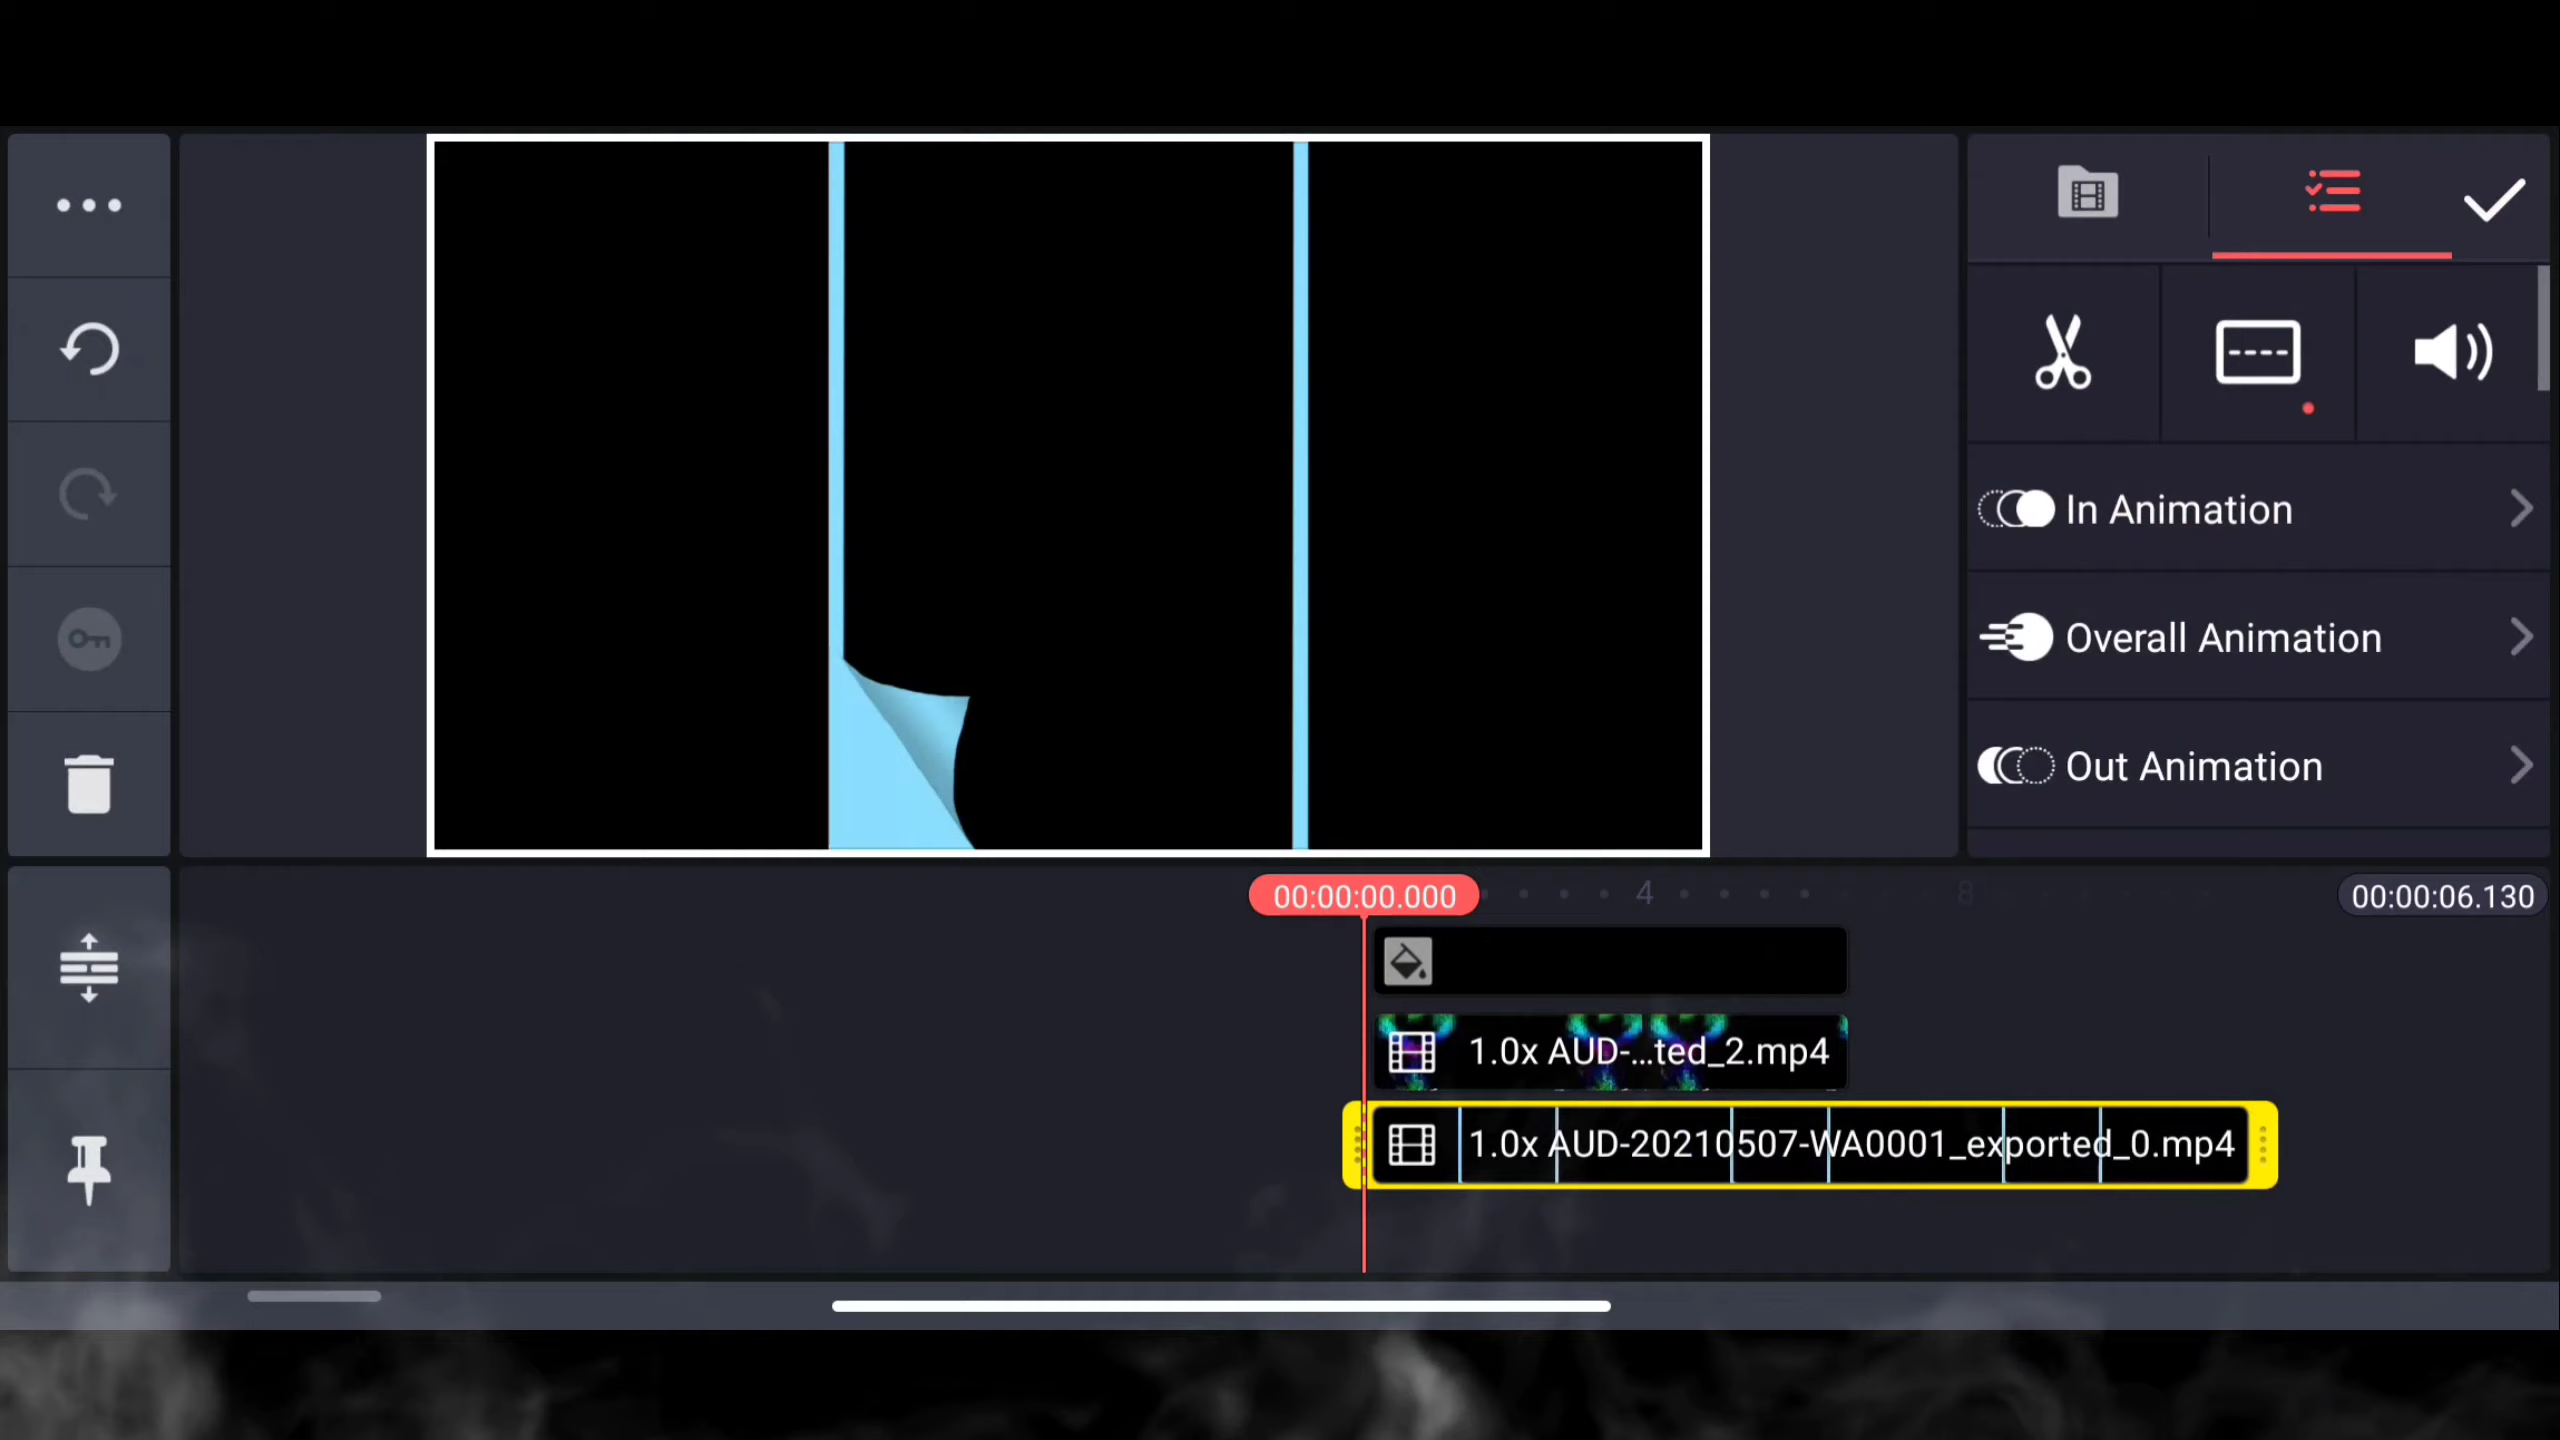 In Animation
Overall Animation
Out Animation
00:00:00.000
4
8
00:00:06.130
1.0x AUD-...ted_2.mp4
1.0x AUD-20210507-WA0001_exported_0.mp4